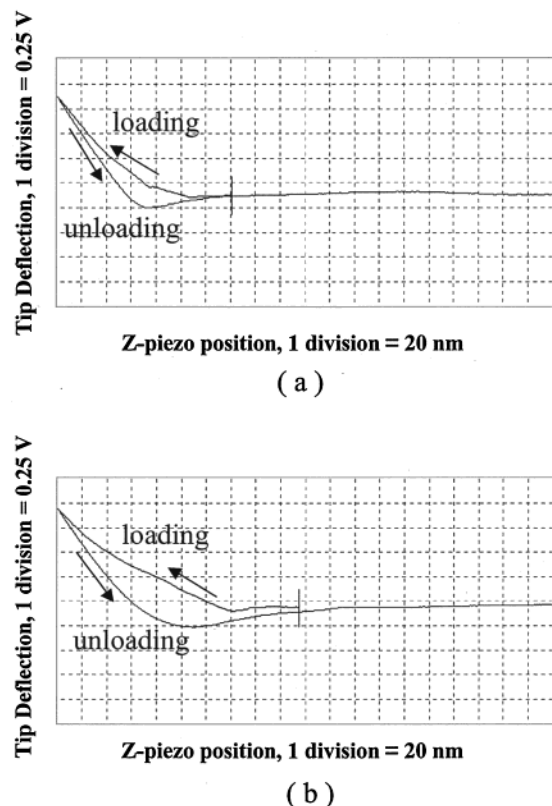 Tip Deflection, 1 division = 0.25 V
loading
unloading
Z-piezo position, 1 division = 20 nm
( a )
Tip Deflection, 1 division = 0.25 V
loading
unloading
Z-piezo position, 1 division = 20 nm
( b )